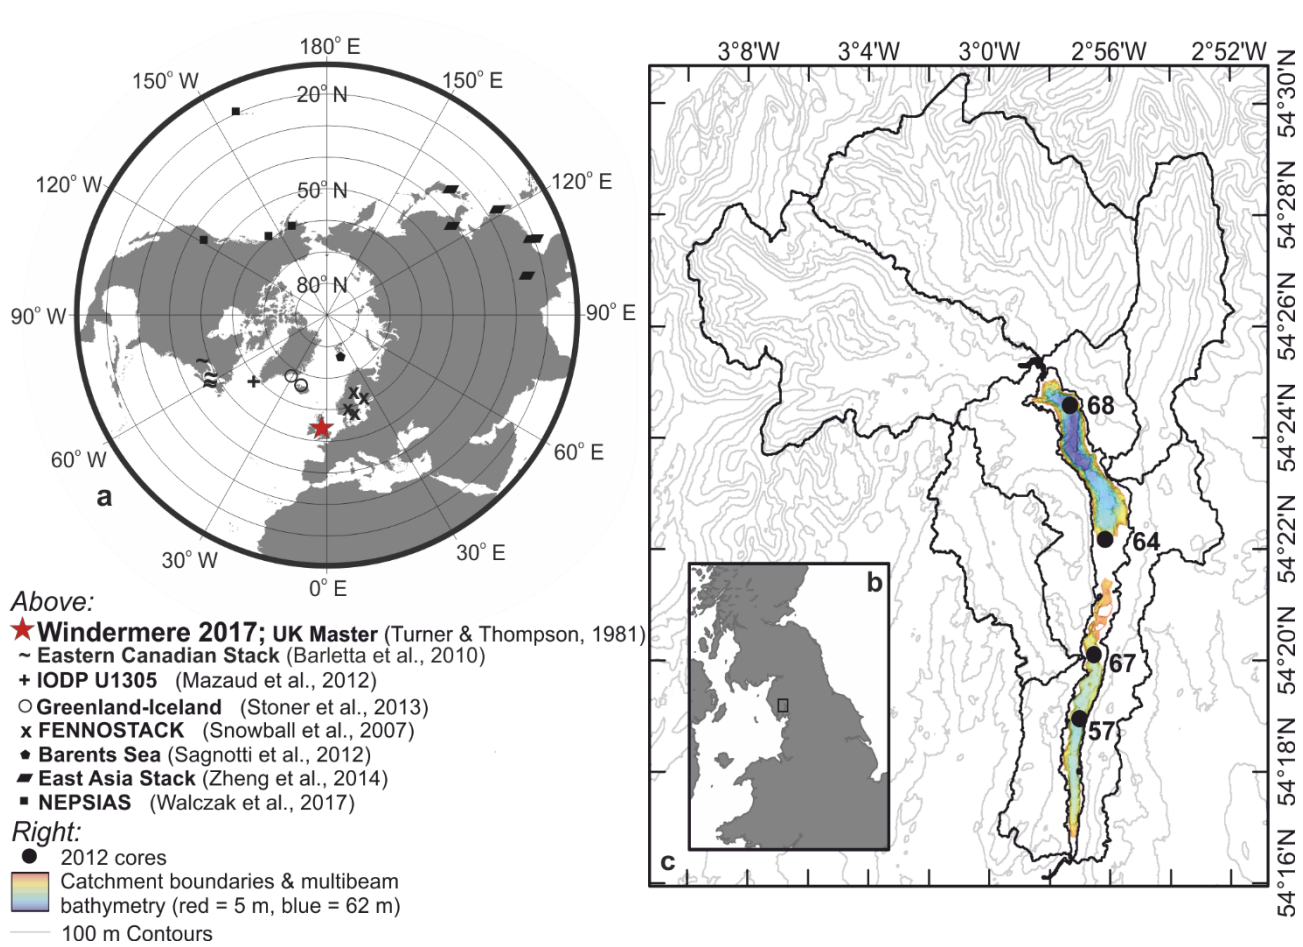 180° E
150° W
150° E
20° N
120° W
120° E
50° N
80° N
90° W
90° E
60° W
60° E
a
30° W
30° E
0° E
Above:
Windermere 2017; UK Master (Turner & Thompson, 1981)
~ Eastern Canadian Stack (Barletta et al., 2010)
+ IODP U1305 (Mazaud et al., 2012)
Greenland-Iceland (Stoner et al., 2013)
x FENNOSTACK (Snowball et al., 2007)
Barents Sea (Sagnotti et al., 2012)
East Asia Stack (Zheng et al., 2014)
NEPSIAS (Walczak et al., 2017)
Right:
2012 cores
Catchment boundaries & multibeam
bathymetry (red = 5 m, blue = 62 m)
100 m Contours
3°8'W 3°4'W 3°0'W 2°56'W 2°52'W
54°30'N
54°28'N
54°26'N
54°24'N
54°22'N
54°20'N
54°18'N
54°16'N
68
64
67
57
b
c